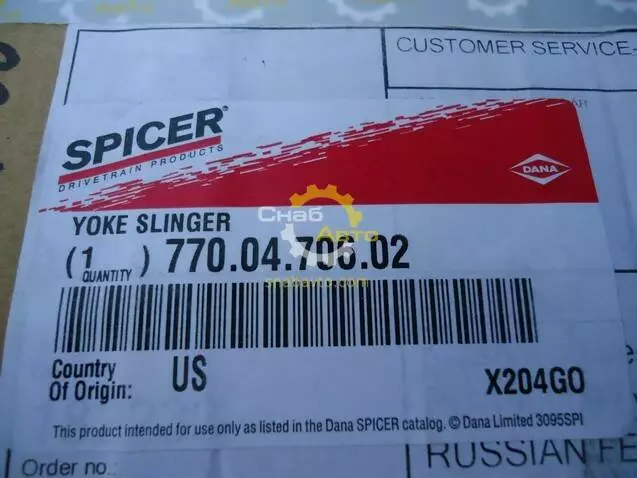 CUSTOMER SERVICE-
SPICER®
DRIVETRAIN PRODUCTS
DANA
YOKE SLINGER
(1) 770.04.706.02
QUANTITY
Снаб
Авто
snabavto.com
Country
Of Origin:
US
X204GO
This product intended for use only as listed in the Dana SPICER catalog. © Dana Limited 3095SPI
Order no.:
RUSSIAN FE